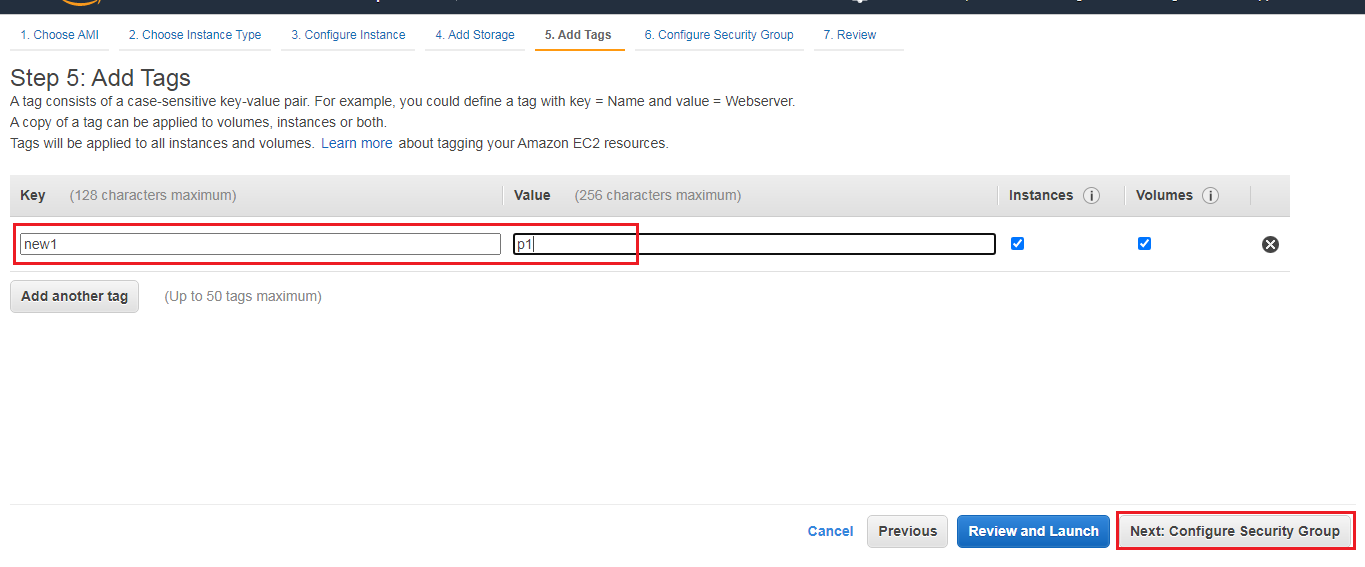 1. Choose AMI 2. Choose Instance Type 3. Configure Instance 4. Add Storage 5. Add Tags 6. Configure Security Group 7. Review
Step 5: Add Tags
A tag consists of a case-sensitive key-value pair. For example, you could define a tag with key = Name and value = Webserver.
A copy of a tag can be applied to volumes, instances or both.
Tags will be applied to all instances and volumes. Learn more about tagging your Amazon EC2 resources.
Key (128 characters maximum) Value (256 characters maximum) Instances i Volumes i
new1 p1
Add another tag (Up to 50 tags maximum)
Cancel Previous Review and Launch Next: Configure Security Group